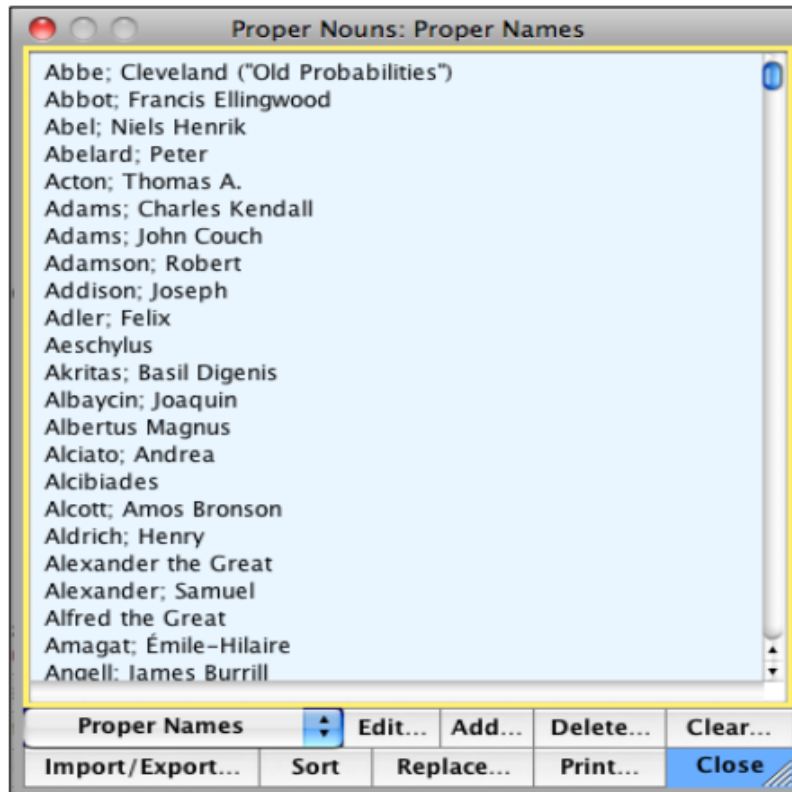 Proper Nouns: Proper Names
Abbe; Cleveland ("Old Probabilities")
Abbot; Francis Ellingwood
Abel; Niels Henrik
Abelard; Peter
Acton; Thomas A.
Adams; Charles Kendall
Adams; John Couch
Adamson; Robert
Addison; Joseph
Adler; Felix
Aeschylus
Akritas; Basil Digenis
Albaycin; Joaquin
Albertus Magnus
Alciato; Andrea
Alcibiades
Alcott; Amos Bronson
Aldrich; Henry
Alexander the Great
Alexander; Samuel
Alfred the Great
Amagat; Émile-Hilaire
Angell; James Burrill
Proper Names Edit... Add... Delete... Clear...
Import/Export... Sort Replace... Print... Close